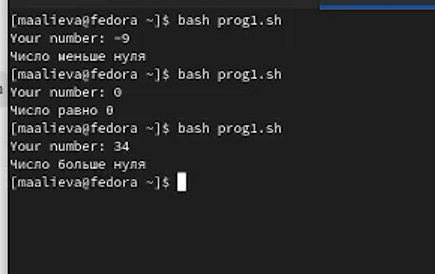 [maalieva@fedora ~]$ bash prog1.sh
Your number: -9
Число меньше нуля
[maalieva@fedora ~]$ bash prog1.sh
Your number: 0
Число равно 0
[maalieva@fedora ~]$ bash prog1.sh
Your number: 34
Число больше нуля
[maalieva@fedora ~]$